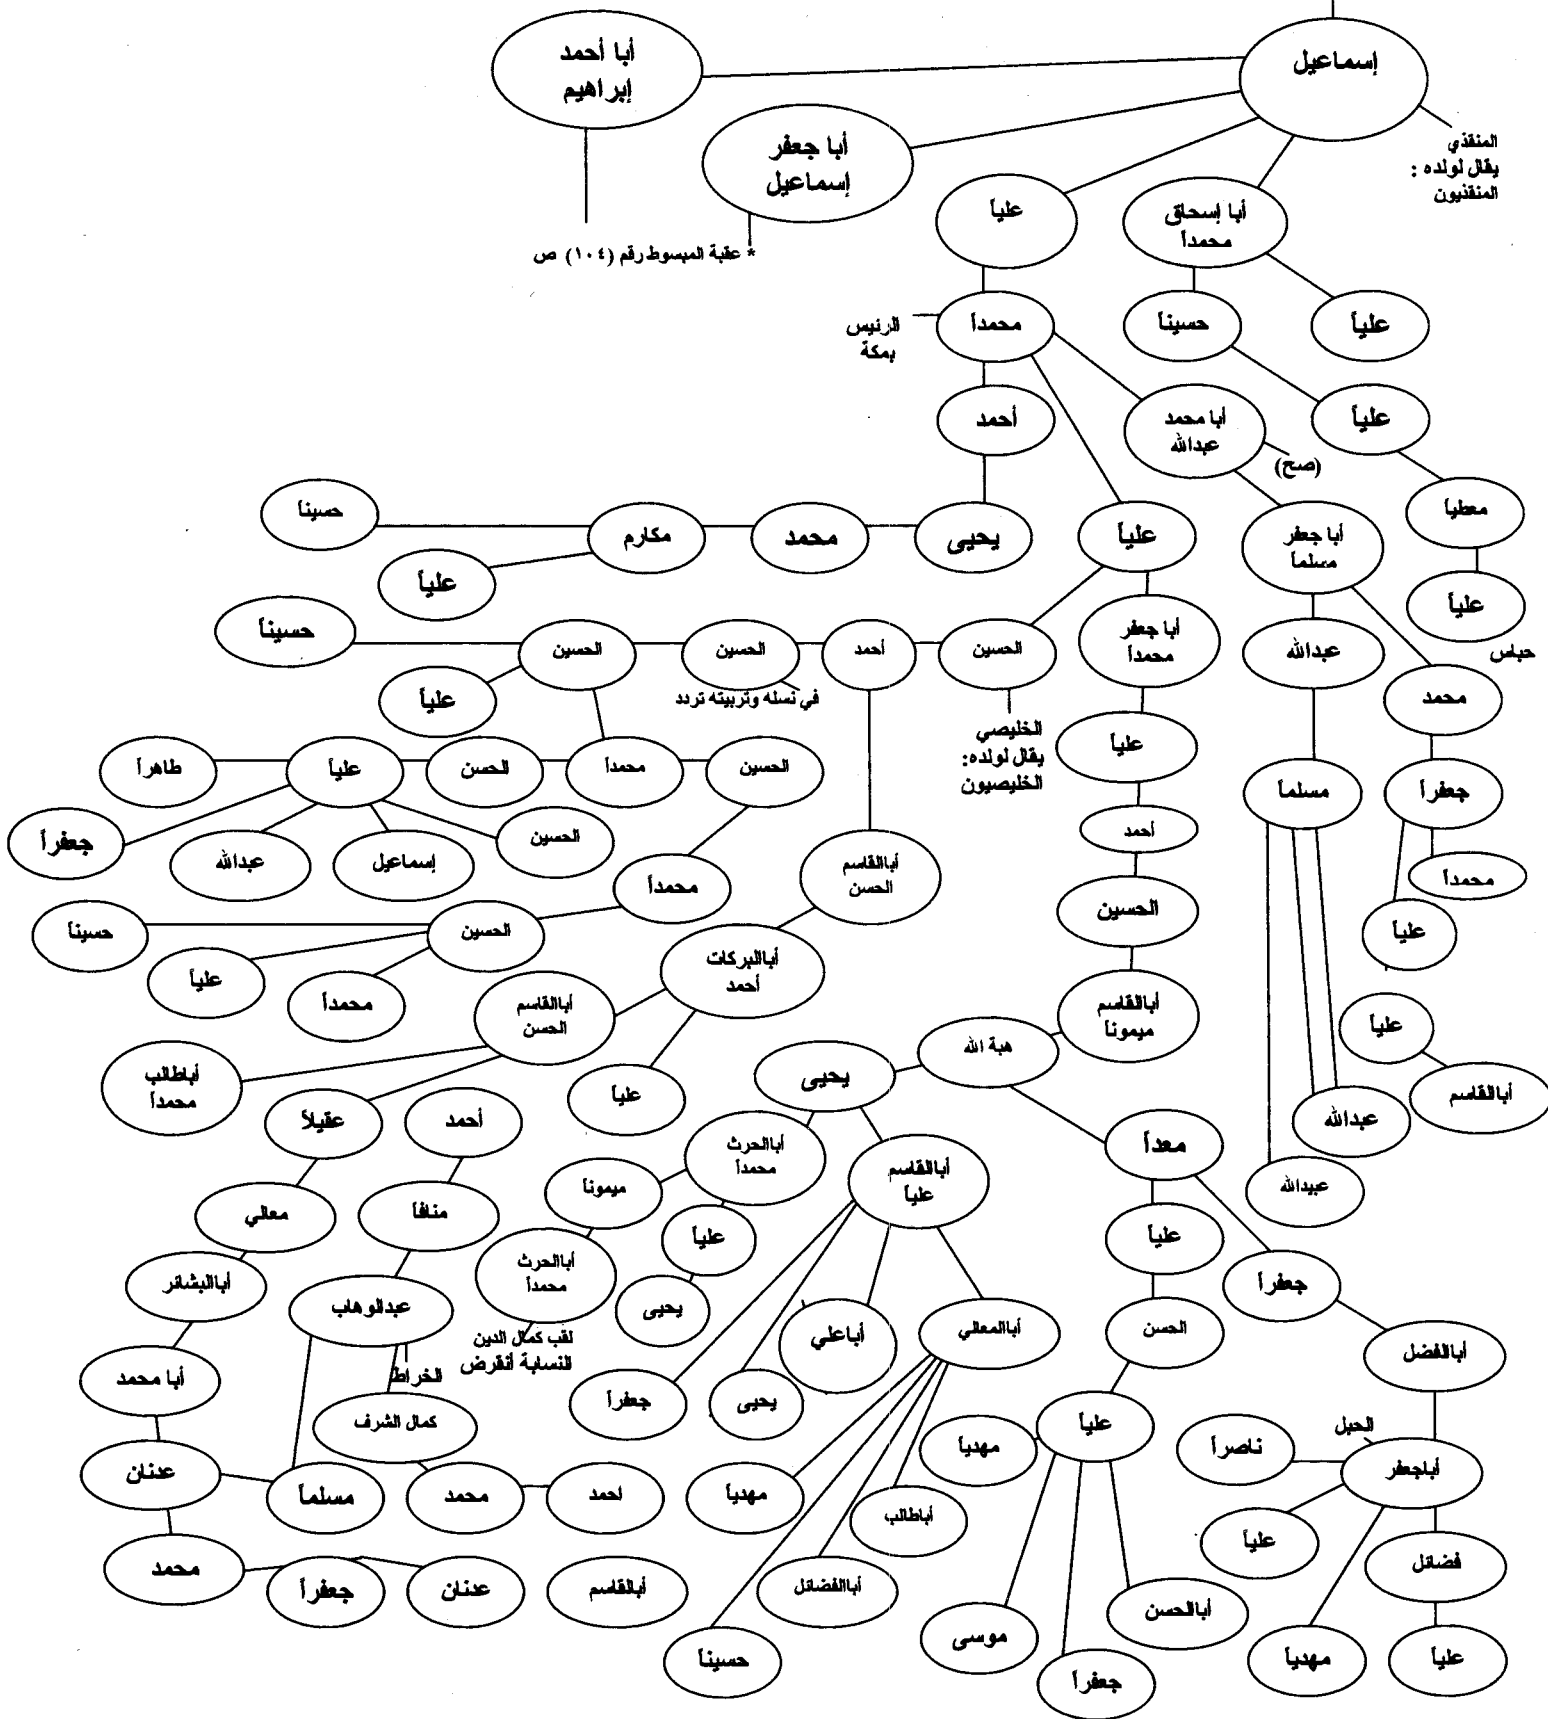 إسماعيل
أبا أحمد
إبراهيم
أبا جعفر
إسماعيل
المنقذي
يقال لولده :
المنقذيون
علياً
أبا إسحاق
محمداً
* عقبة المبسوط رقم (١٠٤) ص
محمداً
الرئيس
بمكة
حسيناً
علياً
أحمد
أبا محمد
عبدالله
(صح)
علياً
حسيناً
مكارم
محمد
يحيى
علياً
أبا جعفر
مسلماً
معطياً
علياً
علياً
حباس
حسيناً
الحسين
الحسين
في نسله وتربيته تردد
أحمد
الحسين
أبا جعفر
محمداً
عبدالله
علياً
محمد
الخليصي
يقال لولده:
الخليصيون
علياً
طاهراً
علياً
الحسن
محمداً
الحسين
مسلماً
جعفراً
جعفراً
عبدالله
إسماعيل
الحسين
أحمد
محمداً
أباالقاسم
الحسن
محمداً
الحسين
علياً
حسيناً
الحسين
علياً
محمداً
أباالبركات
أحمد
أباالقاسم
الحسن
أباالقاسم
ميموناً
علياً
هبة الله
أباطالب
محمداً
علياً
يحيى
أباالقاسم
عبدالله
عقيلاً
أحمد
أباالحرث
محمداً
معداً
أباالقاسم
علياً
عبيدالله
ميموناً
معالي
منافاً
علياً
علياً
أباالحرث
محمداً
أباالبشائر
جعفراً
عبدالوهاب
يحيى
لقب كمال الدين
النسابة أنقرض
أباعلي
أباالمعالي
الحسن
أباالفضل
أبا محمد
الخراط
كمال الشرف
جعفراً
يحيى
علياً
مهدياً
ناصراً
الحبل
أباجعفر
عدنان
مسلماً
محمد
احمد
مهدياً
أباطالب
علياً
فضائل
محمد
جعفراً
عدنان
أباالقاسم
أباالفضائل
أباالحسن
موسى
حسيناً
جعفراً
مهدياً
علياً